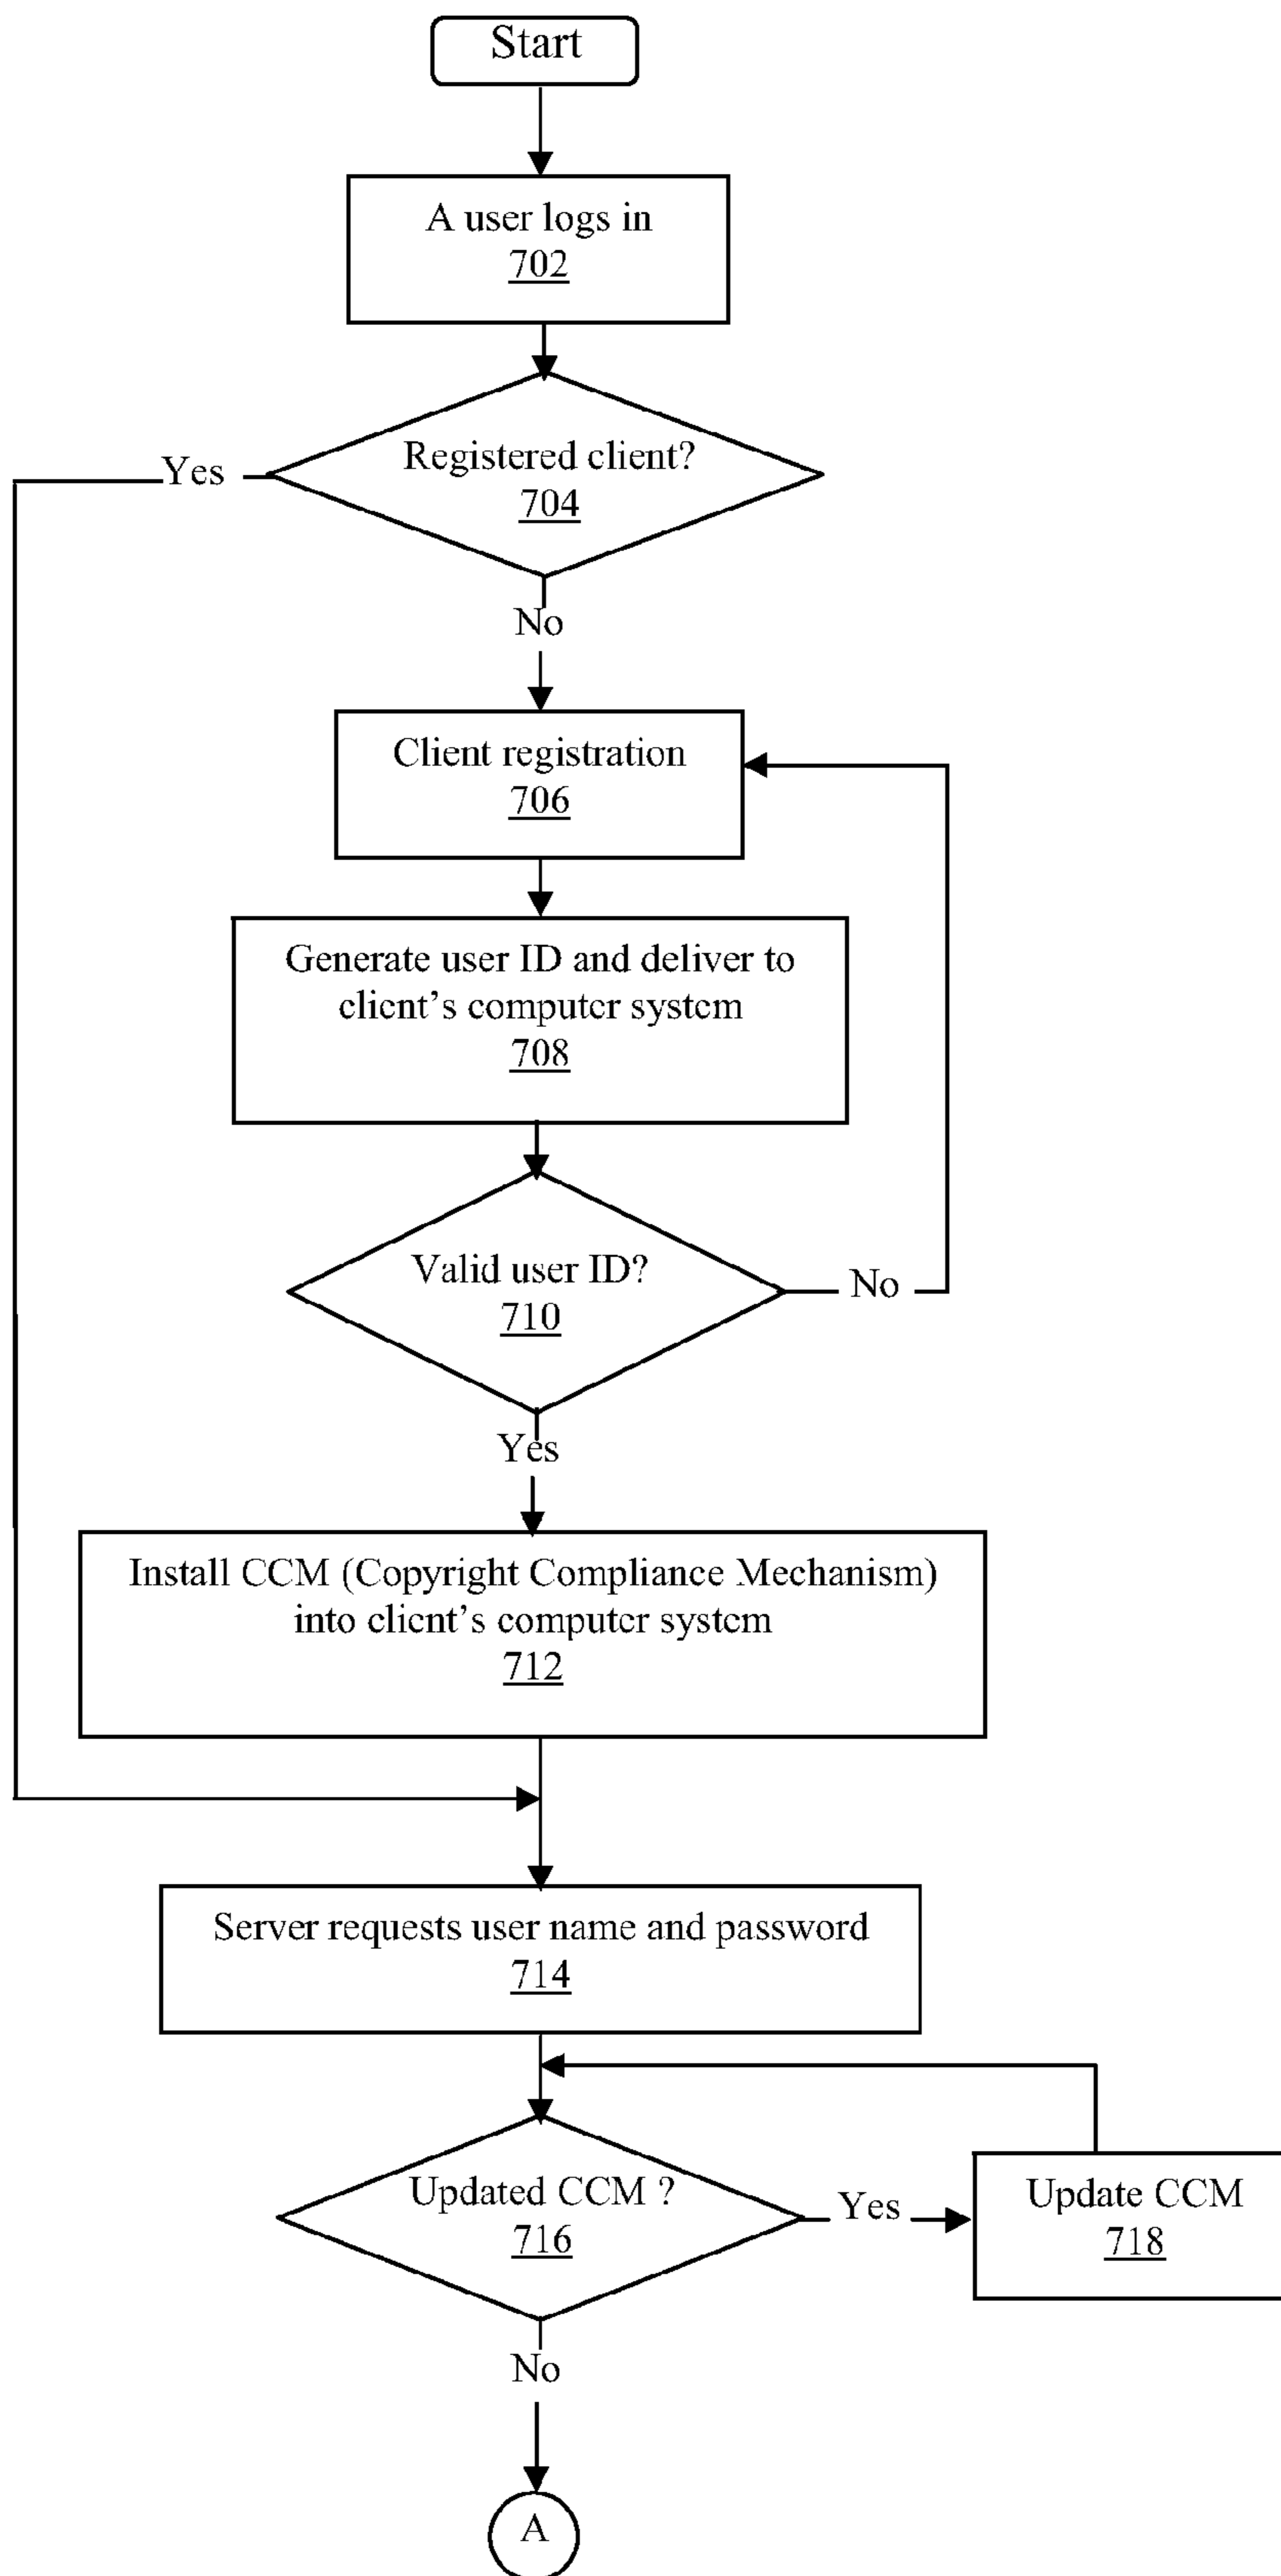 Start
A user logs in
702
Registered client?
704
Yes
No
Client registration
706
Generate user ID and deliver to
client’s computer system
708
Valid user ID?
710
No
Yes
Install CCM (Copyright Compliance Mechanism)
into client’s computer system
712
Server requests user name and password
714
Updated CCM ?
716
Yes
Update CCM
718
No
A